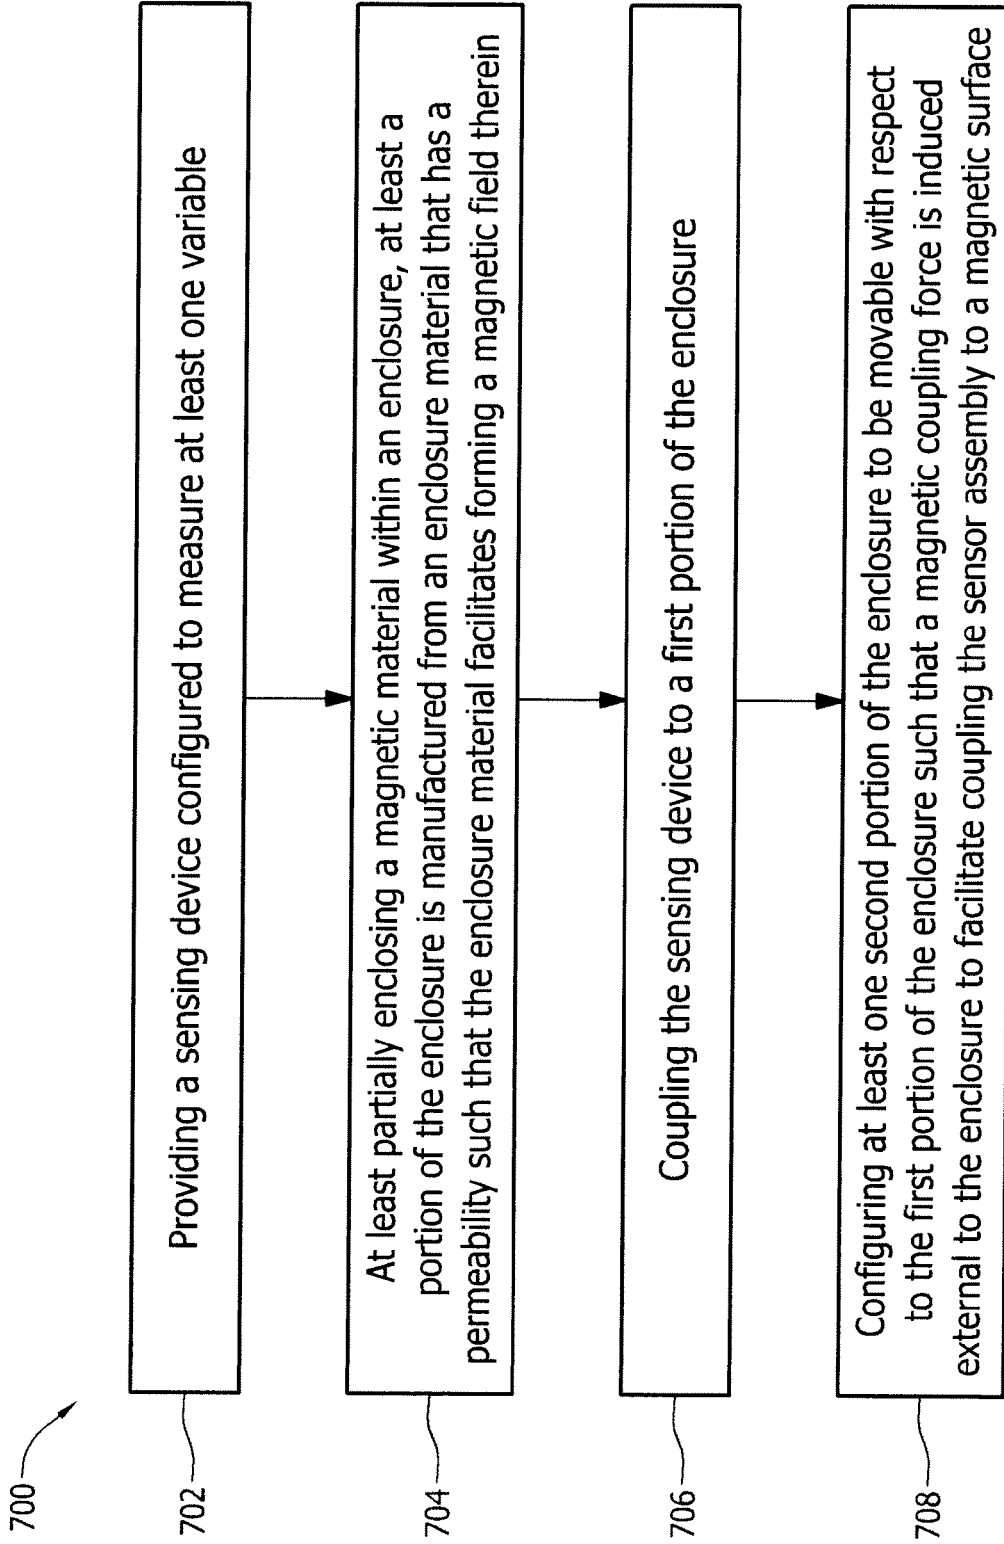 700
702
Providing a sensing device configured to measure at least one variable
704
At least partially enclosing a magnetic material within an enclosure, at least a
portion of the enclosure is manufactured from an enclosure material that has a
permeability such that the enclosure material facilitates forming a magnetic field therein
706
Coupling the sensing device to a first portion of the enclosure
708
Configuring at least one second portion of the enclosure to be movable with respect
to the first portion of the enclosure such that a magnetic coupling force is induced
external to the enclosure to facilitate coupling the sensor assembly to a magnetic surface